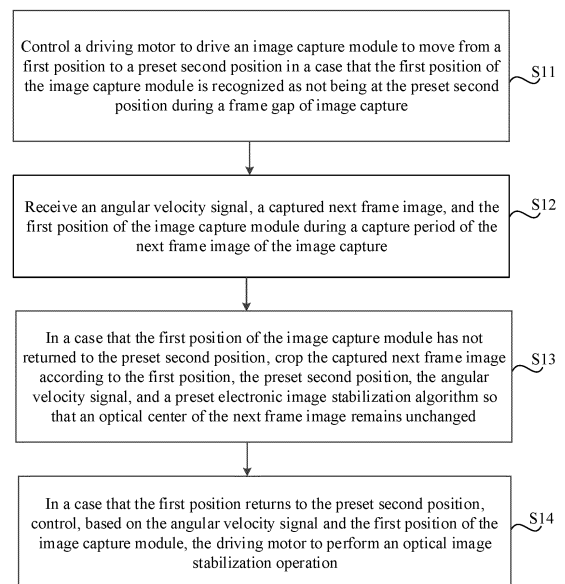 Control a driving motor to drive an image capture module to move from a
first position to a preset second position in a case that the first position of
the image capture module is recognized as not being at the preset second
position during a frame gap of image capture
S11
Receive an angular velocity signal, a captured next frame image, and the
first position of the image capture module during a capture period of the
next frame image of the image capture
S12
In a case that the first position of the image capture module has not
returned to the preset second position, crop the captured next frame image
according to the first position, the preset second position, the angular
velocity signal, and a preset electronic image stabilization algorithm so
that an optical center of the next frame image remains unchanged
S13
In a case that the first position returns to the preset second position,
control, based on the angular velocity signal and the first position of the
image capture module, the driving motor to perform an optical image
stabilization operation
S14